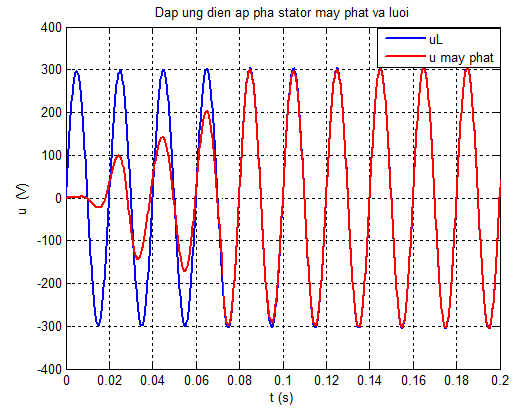 Dap ung dien ap pha stator may phat va luoi
uL
u may phat
400
300
200
100
0
-100
-200
-300
-400
u (V)
0 0.02 0.04 0.06 0.08 0.1 0.12 0.14 0.16 0.18 0.2
t (s)